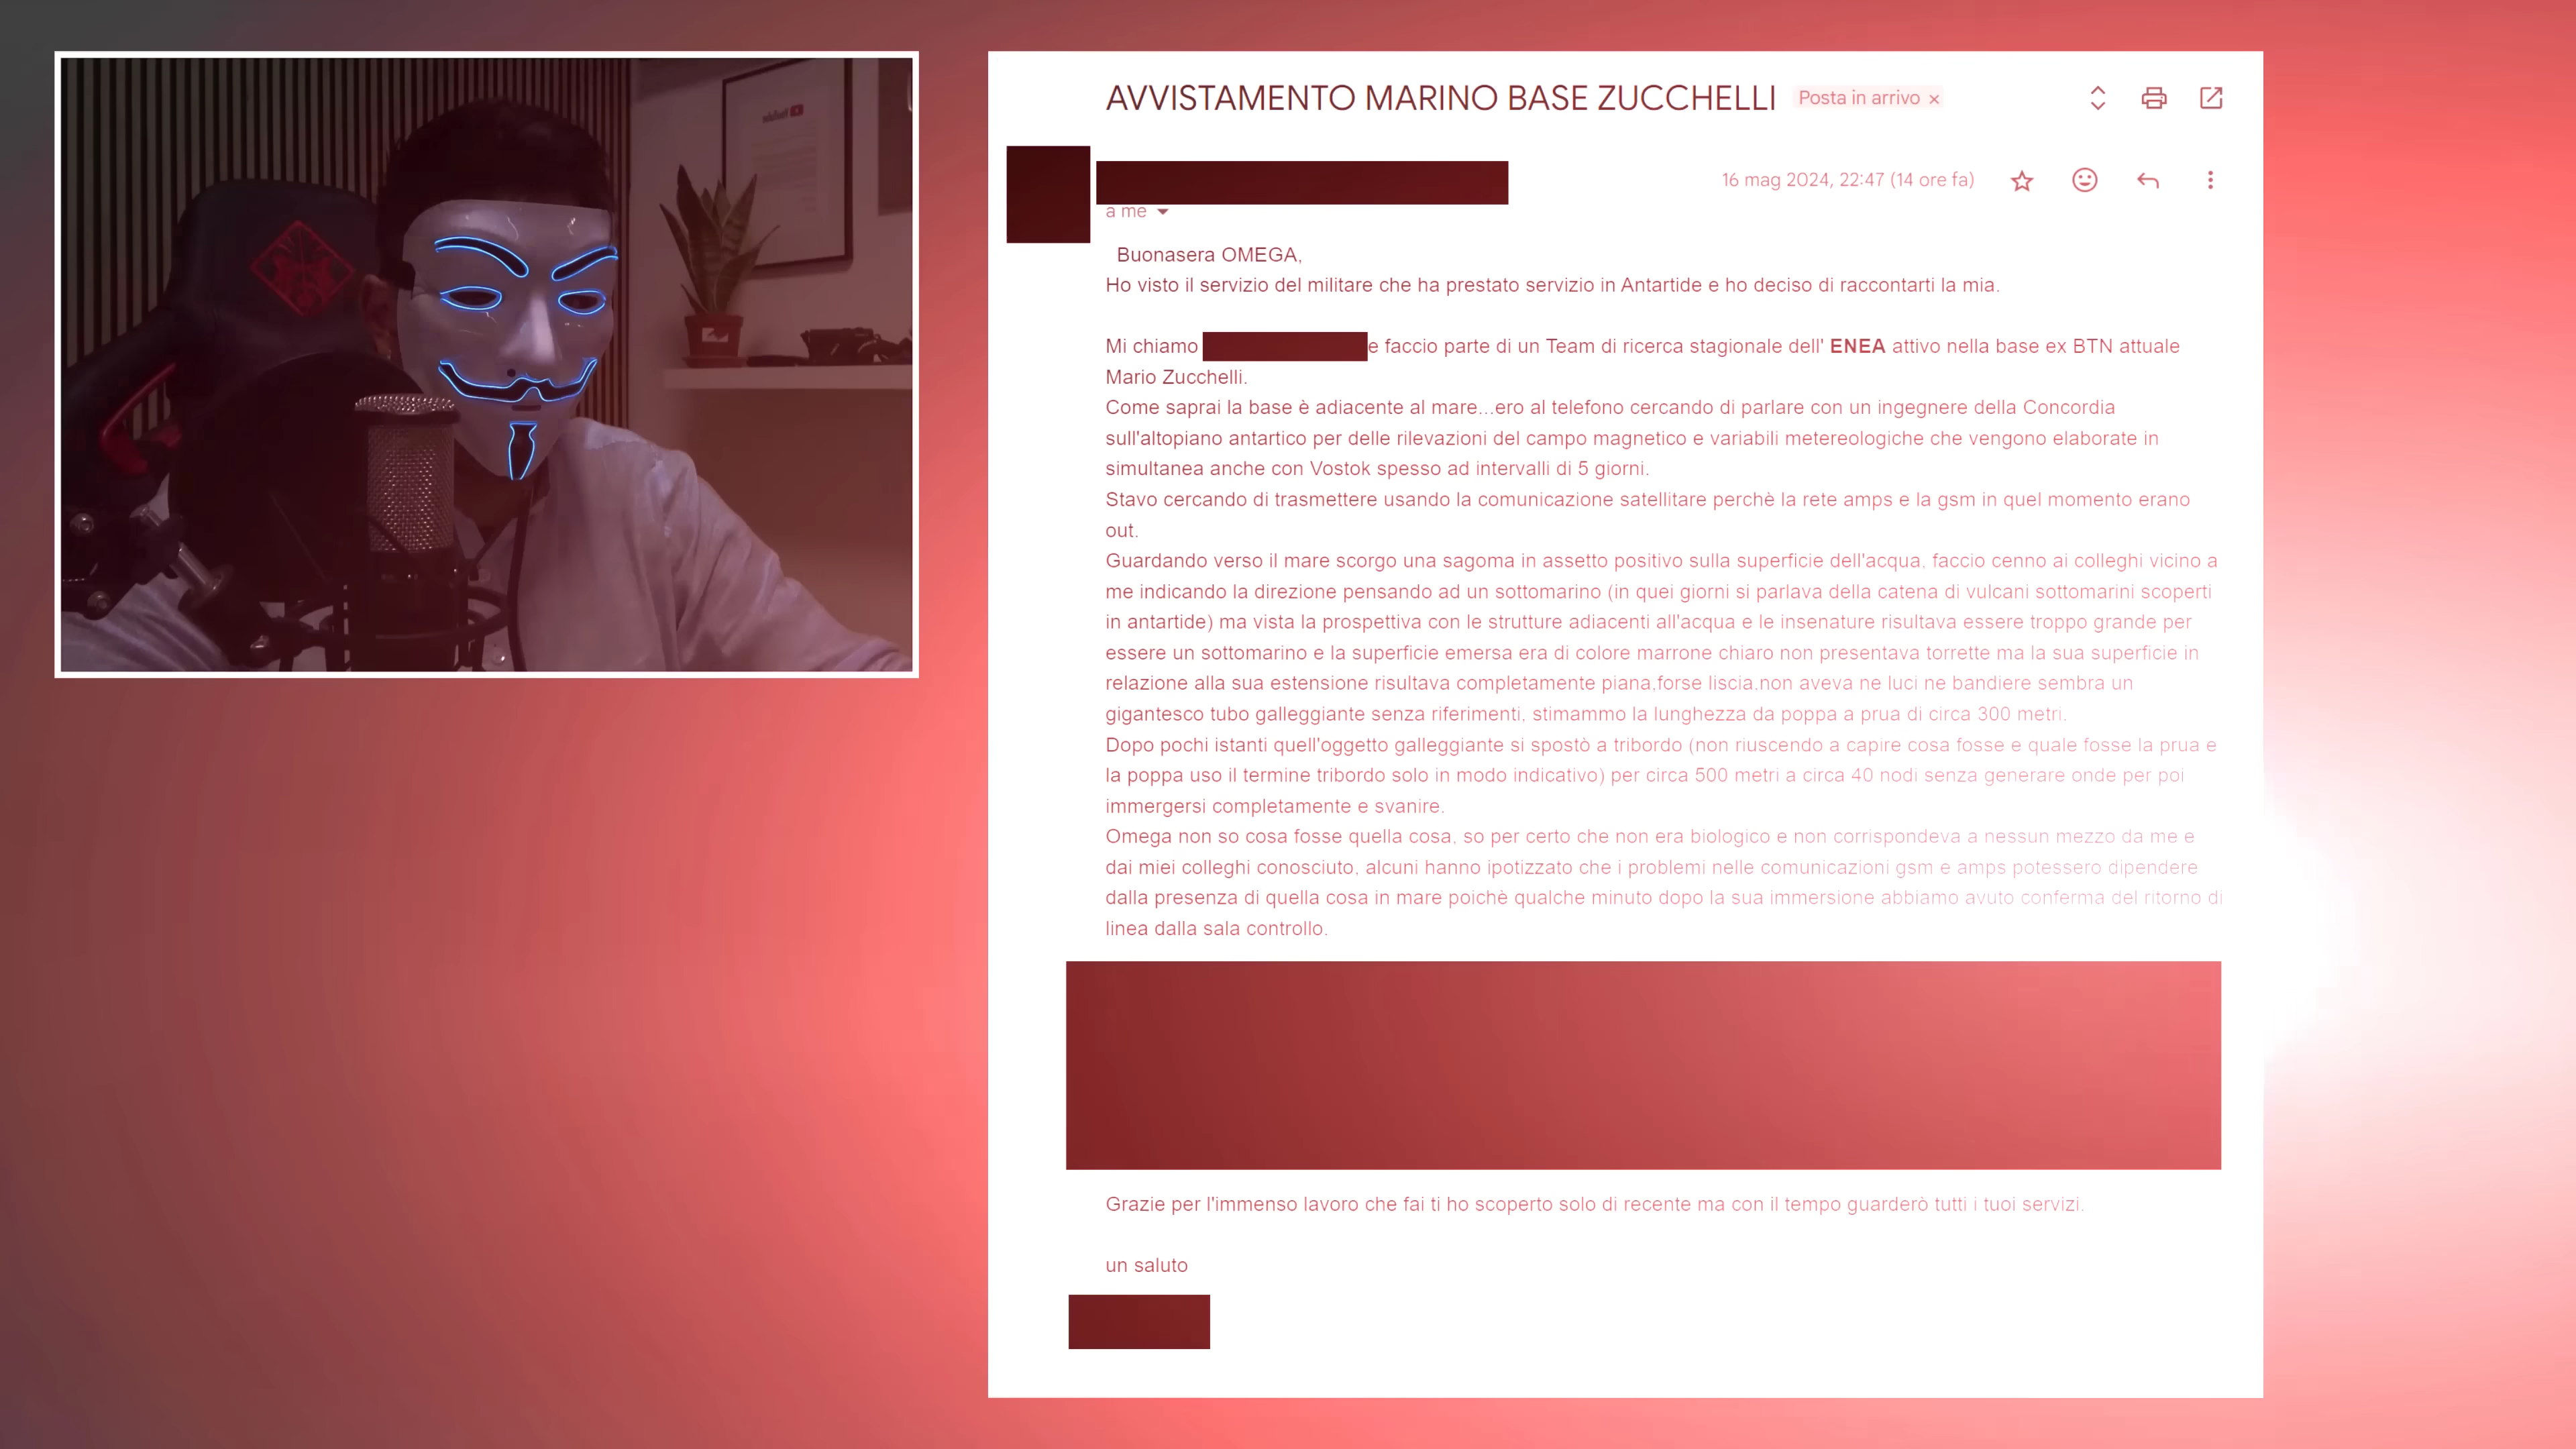 AVVISTAMENTO MARINO BASE ZUCCHELLI Posta in arrivo ×
16 mag 2024, 22:47 (14 ore fa)
a me
Buonasera OMEGA,
Ho visto il servizio del militare che ha prestato servizio in Antartide e ho deciso di raccontarti la mia.
Mi chiamo e faccio parte di un Team di ricerca stagionale dell' ENEA attivo nella base ex BTN attuale
Mario Zucchelli.
Come saprai la base è adiacente al mare...ero al telefono cercando di parlare con un ingegnere della Concordia
sull'altopiano antartico per delle rilevazioni del campo magnetico e variabili metereologiche che vengono elaborate in
simultanea anche con Vostok spesso ad intervalli di 5 giorni.
Stavo cercando di trasmettere usando la comunicazione satellitare perchè la rete amps e la gsm in quel momento erano
out.
Guardando verso il mare scorgo una sagoma in assetto positivo sulla superficie dell'acqua, faccio cenno ai colleghi vicino a
me indicando la direzione pensando ad un sottomarino (in quei giorni si parlava della catena di vulcani sottomarini scoperti
in antartide) ma vista la prospettiva con le strutture adiacenti all'acqua e le insenature risultava essere troppo grande per
essere un sottomarino e la superficie emersa era di colore marrone chiaro non presentava torrette ma la sua superficie in
relazione alla sua estensione risultava completamente piana,forse liscia,non aveva ne luci ne bandiere sembra un
gigantesco tubo galleggiante senza riferimenti, stimammo la lunghezza da poppa a prua di circa 300 metri.
Dopo pochi istanti quell'oggetto galleggiante si spostò a tribordo (non riuscendo a capire cosa fosse e quale fosse la prua e
la poppa uso il termine tribordo solo in modo indicativo) per circa 500 metri a circa 40 nodi senza generare onde per poi
immergersi completamente e svanire.
Omega non so cosa fosse quella cosa, so per certo che non era biologico e non corrispondeva a nessun mezzo da me e
dai miei colleghi conosciuto, alcuni hanno ipotizzato che i problemi nelle comunicazioni gsm e amps potessero dipendere
dalla presenza di quella cosa in mare poichè qualche minuto dopo la sua immersione abbiamo avuto conferma del ritorno di
linea dalla sala controllo.
Grazie per l'immenso lavoro che fai ti ho scoperto solo di recente ma con il tempo guarderò tutti i tuoi servizi.
un saluto